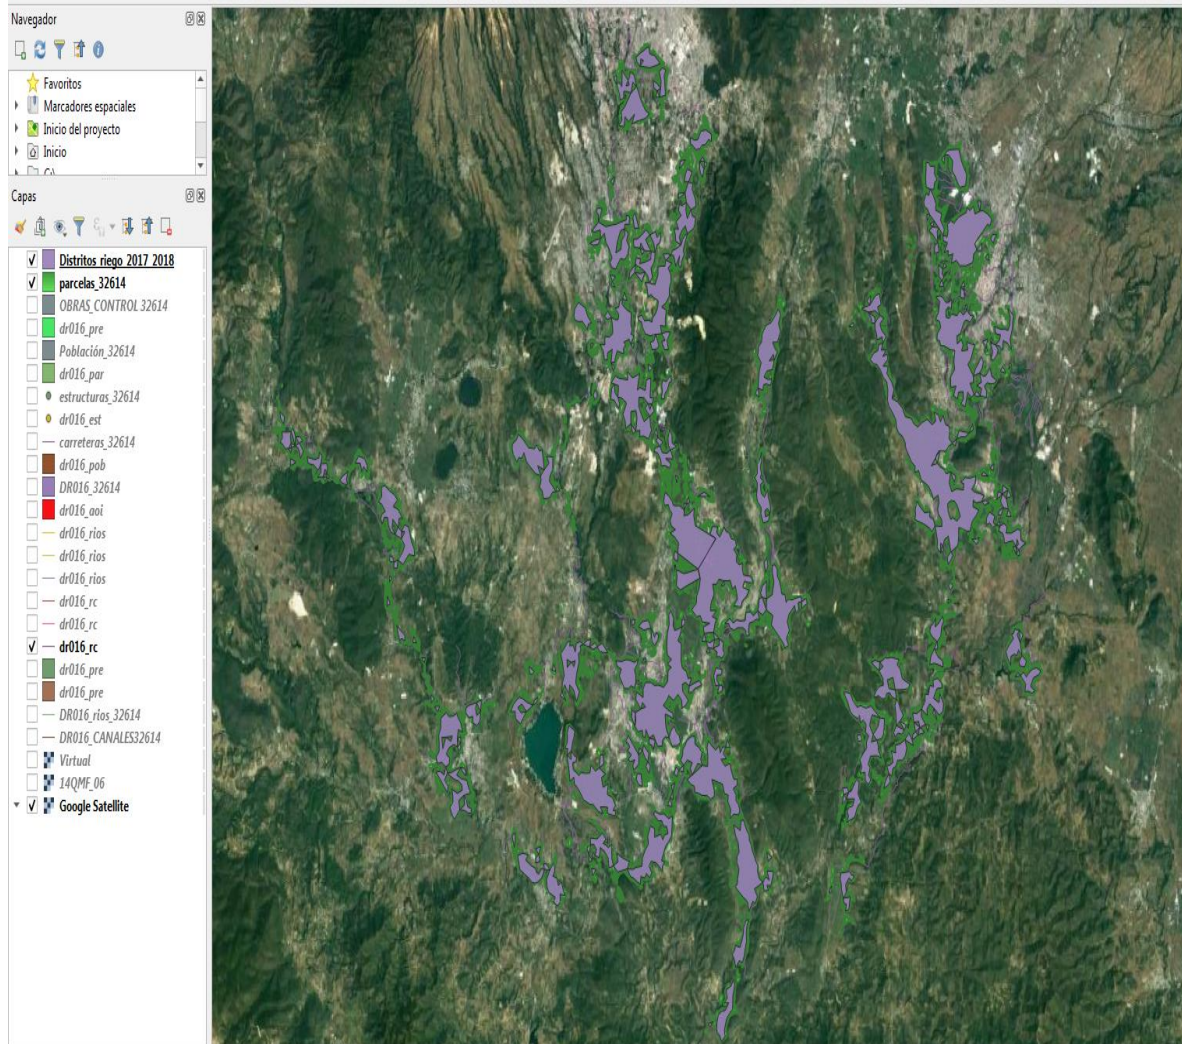 Navegador
Favoritos
Marcadores espaciales
Inicio del proyecto
Inicio
Capas
Distritos riego 2017 2018
parcelas_32614
OBRAS_CONTROL 32614
dr016_pre
Población_32614
dr016_par
estructuras_32614
dr016_est
carreteras_32614
dr016_pob
DR016_32614
dr016_aoi
dr016_rios
dr016_rios
dr016_rios
dr016_rc
dr016_rc
dr016_rc
dr016_pre
dr016_pre
DR016_rios_32614
DR016_CANALES32614
Virtual
14QMF_06
Google Satellite